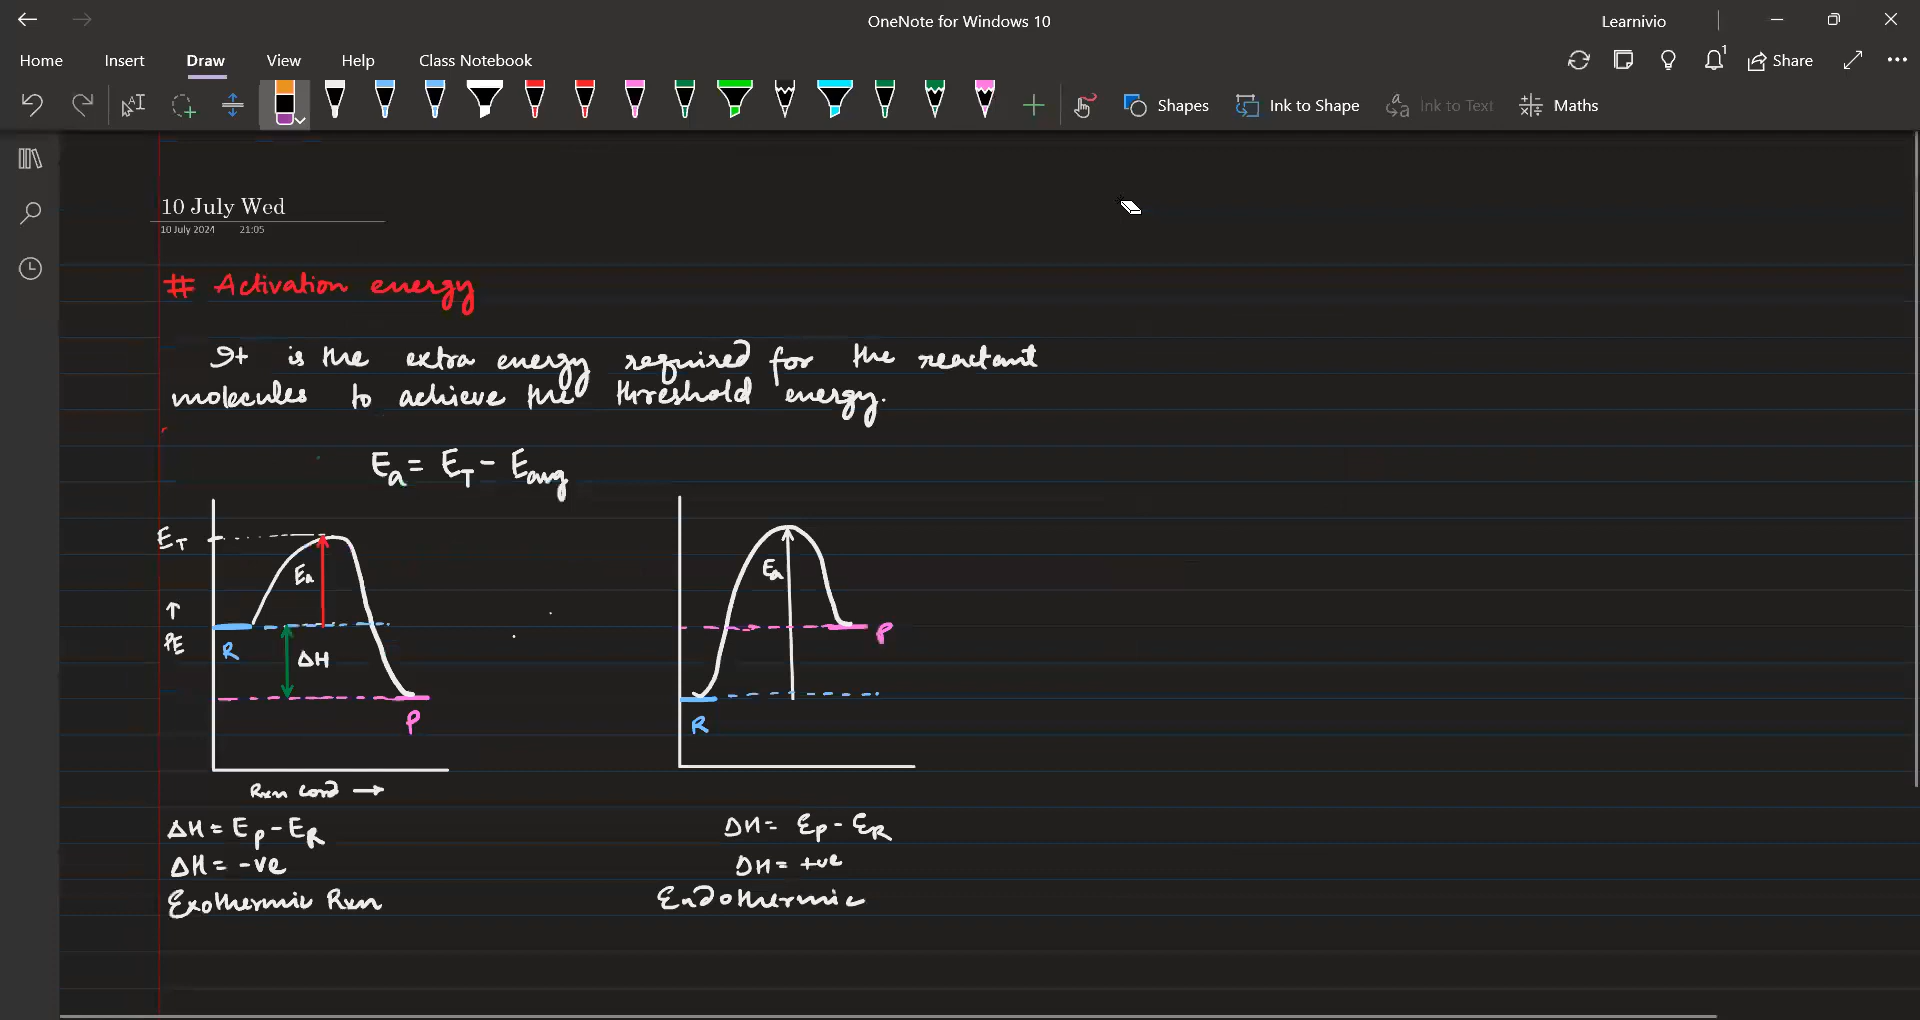 OneNote for Windows 10
Learnivio
Home Insert Draw View Help Class Notebook
1
Share
Shapes Ink to Shape Ink to Text Maths
10 July Wed
10 July 2024 21:05
# Activation energy
It is the extra energy required for the reactant
molecules to achieve the threshold energy.
Ea = ET - Eavg
ET
Ea
Ea
↑
PE
R
ΔH
P
P
R
Rxn Cord →
ΔH = Ep - ER
ΔH = Ep - ER
ΔH = -ve
ΔH = +ve
Exothermic Rxn
Endothermic